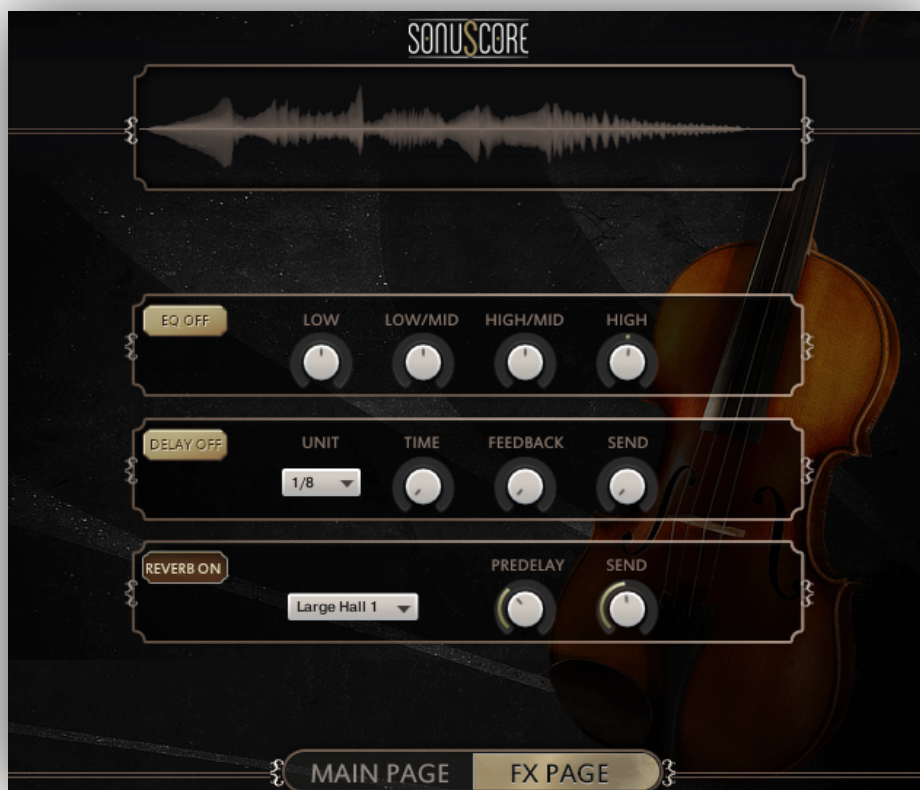 SONUSCORE
EQ OFF
LOW LOW/MID HIGH/MID HIGH
DELAY OFF
UNIT TIME FEEDBACK SEND
1/8
REVERB ON
PREDELAY SEND
Large Hall 1
MAIN PAGE FX PAGE